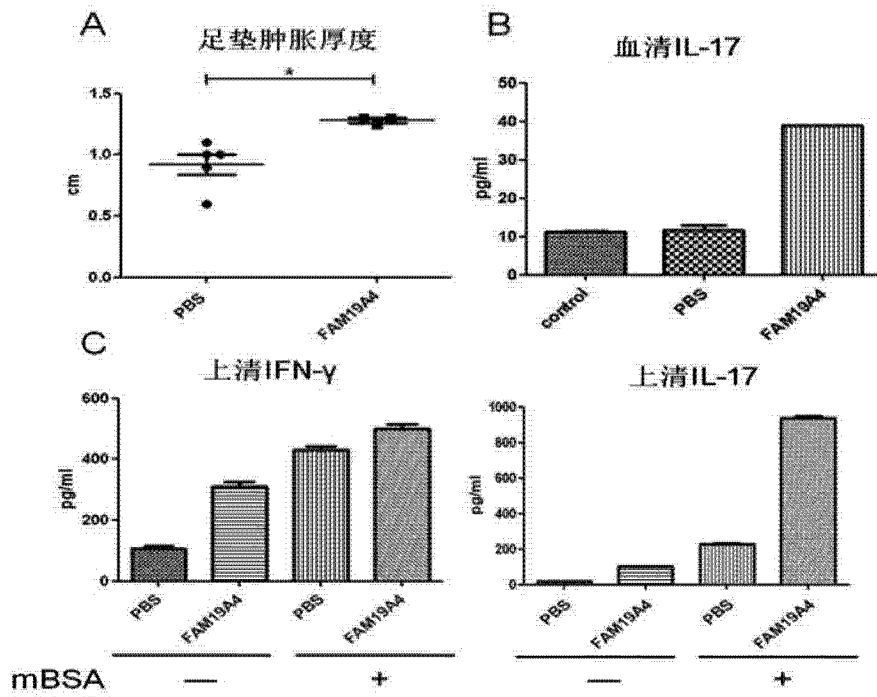 A
足垫肿胀厚度
*
1.5
1.0
0.5
0.0
cm
PBS
FAM19A4
B
血清IL-17
50
40
30
20
10
0
pg/ml
control
PBS
FAM19A4
C
上清IFN-γ
600
400
200
0
pg/ml
PBS
FAM19A4
PBS
FAM19A4
上清IL-17
1000
800
600
400
200
0
pg/ml
PBS
FAM19A4
PBS
FAM19A4
mBSA — + — +